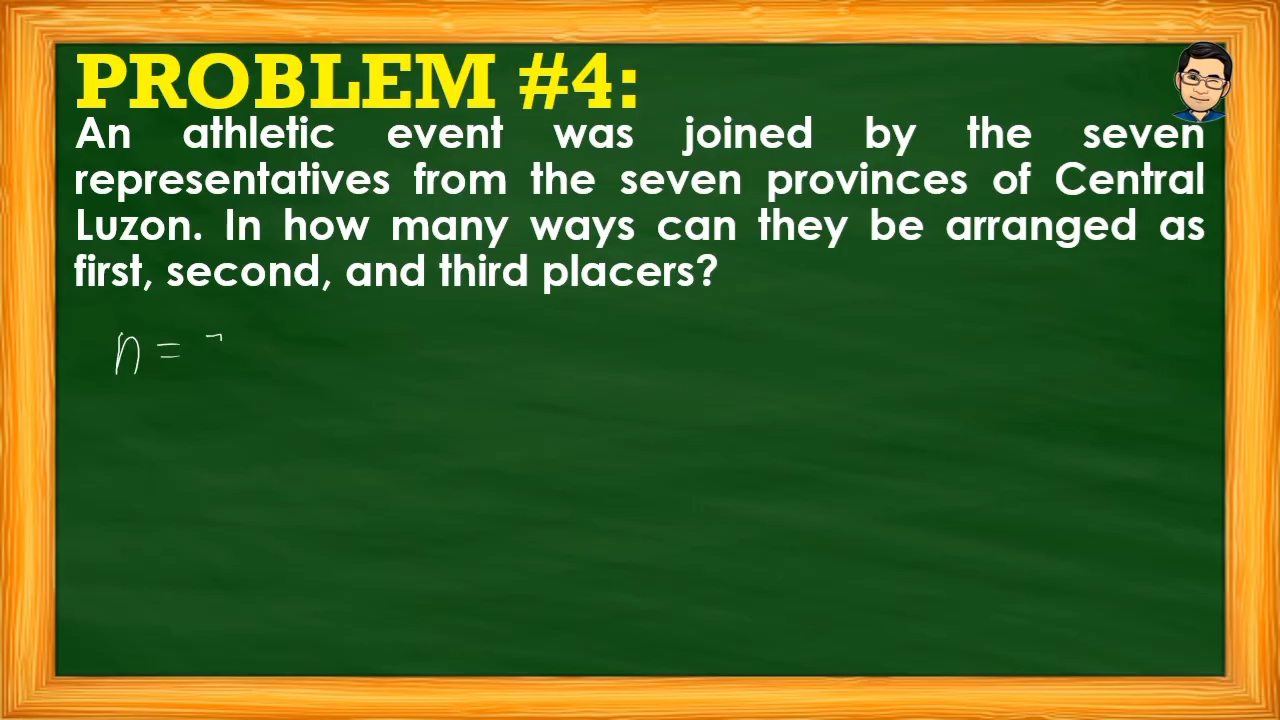 PROBLEM #4:
An athletic event was joined by the seven
representatives from the seven provinces of Central
Luzon. In how many ways can they be arranged as
first, second, and third placers?
n =